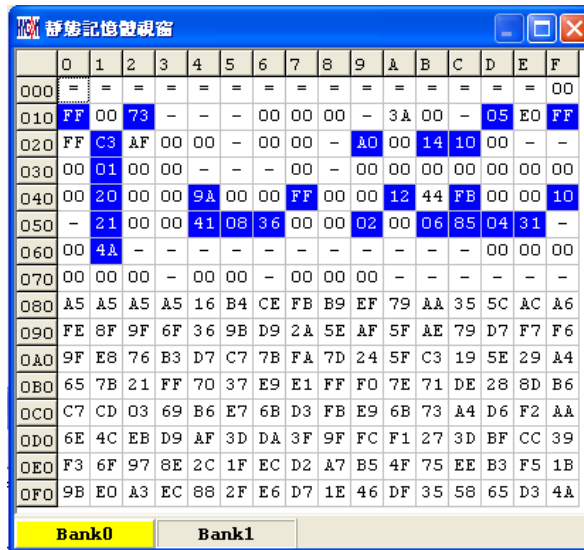 靜態記憶體視窗
0 1 2 3 4 5 6 7 8 9 A B C D E F
000 = = = = = = = = = = = = = = = 00
010 FF 00 73 - - - 00 00 00 - 3A 00 - 05 E0 FF
020 FF C3 AF 00 00 - 00 00 - A0 00 14 10 00 - -
030 00 01 00 00 - - - 00 - 00 00 00 00 00 00 00
040 00 20 00 00 9A 00 00 FF 00 00 12 44 FB 00 00 10
050 - 21 00 00 41 08 36 00 00 02 00 06 85 04 31 -
060 00 4A - - - - - - - - - - - 00 00 00
070 00 00 00 - 00 00 - 00 00 00 - - - - - -
080 A5 A5 A5 A5 16 B4 CE FB B9 EF 79 AA 35 5C AC A6
090 FE 8F 9F 6F 36 9B D9 2A 5E AF 5F AE 79 D7 F7 F6
0A0 9F E8 76 B3 D7 C7 7B FA 7D 24 5F C3 19 5E 29 A4
0B0 65 7B 21 FF 70 37 E9 E1 FF F0 7E 71 DE 28 8D B6
0C0 C7 CD 03 69 B6 E7 6B D3 FB E9 6B 73 A4 D6 F2 AA
0D0 6E 4C EB D9 AF 3D DA 3F 9F FC F1 27 3D BF CC 39
0E0 F3 6F 97 8E 2C 1F EC D2 A7 B5 4F 75 EE B3 F5 1B
0F0 9B E0 A3 EC 88 2F E6 D7 1E 46 DF 35 58 65 D3 4A
Bank0 Bank1